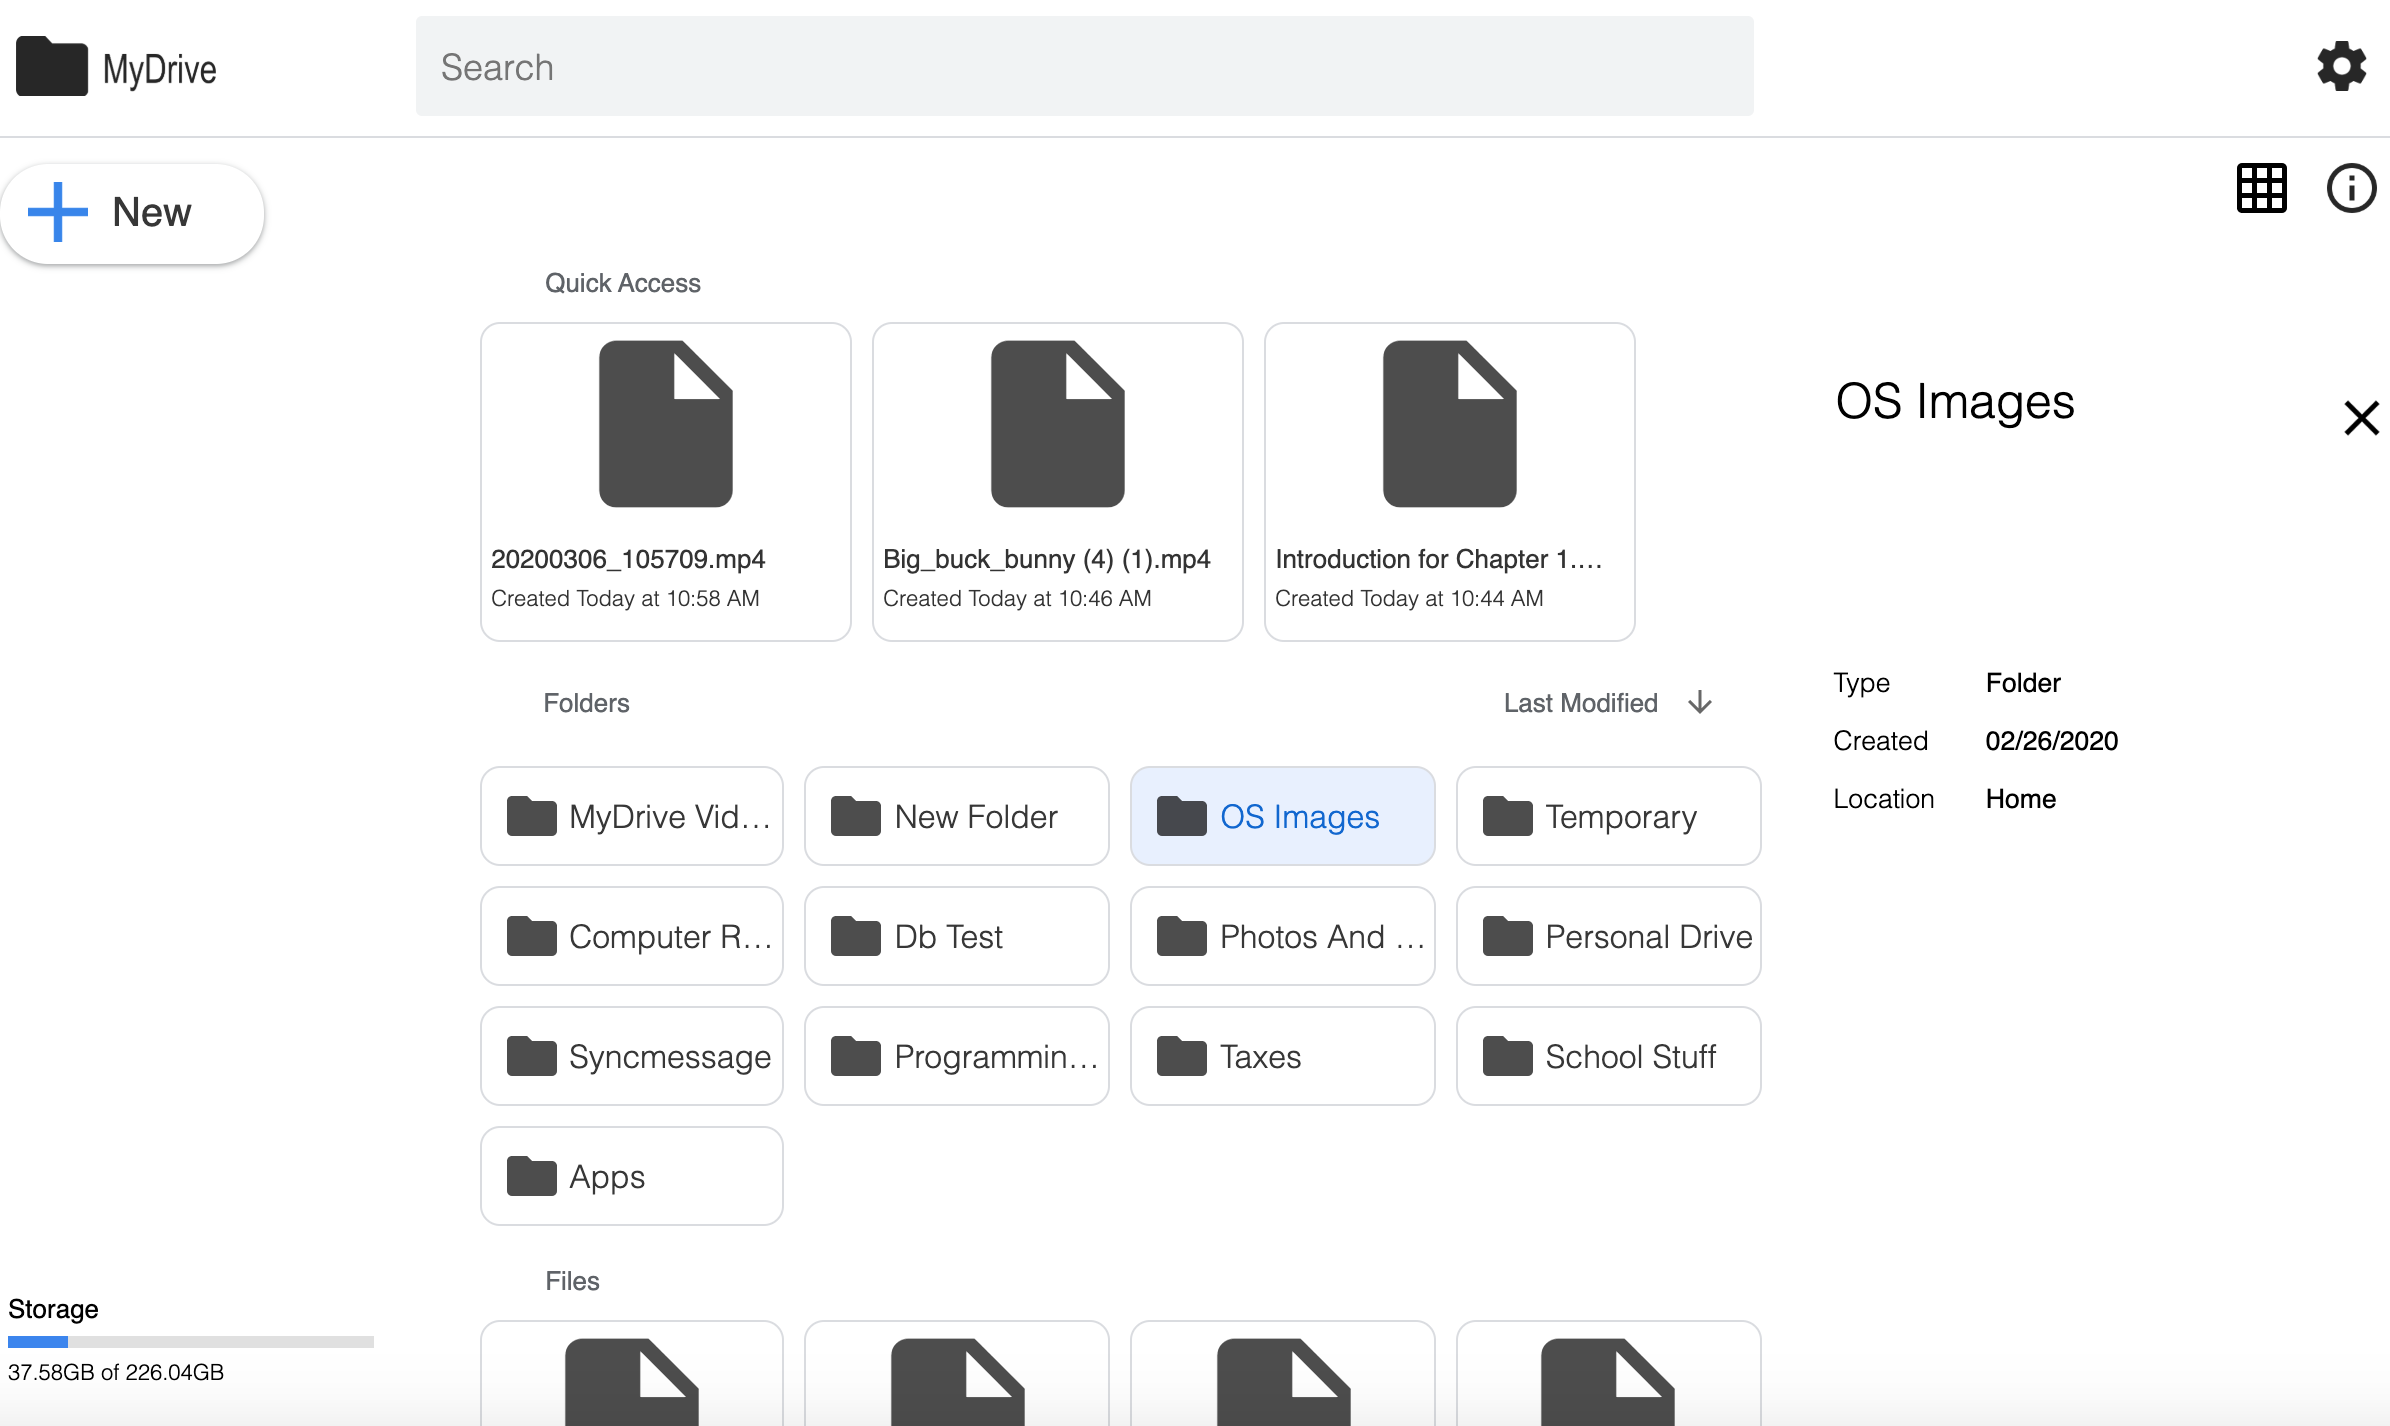 MyDrive
Search
New
Quick Access
20200306_105709.mp4
Created Today at 10:58 AM
Big_buck_bunny (4) (1).mp4
Created Today at 10:46 AM
Introduction for Chapter 1....
Created Today at 10:44 AM
OS Images
Type Folder
Created 02/26/2020
Location Home
Folders
Last Modified
MyDrive Vid...
New Folder
OS Images
Temporary
Computer R...
Db Test
Photos And ...
Personal Drive
Syncmessage
Programmin...
Taxes
School Stuff
Apps
Files
Storage
37.58GB of 226.04GB